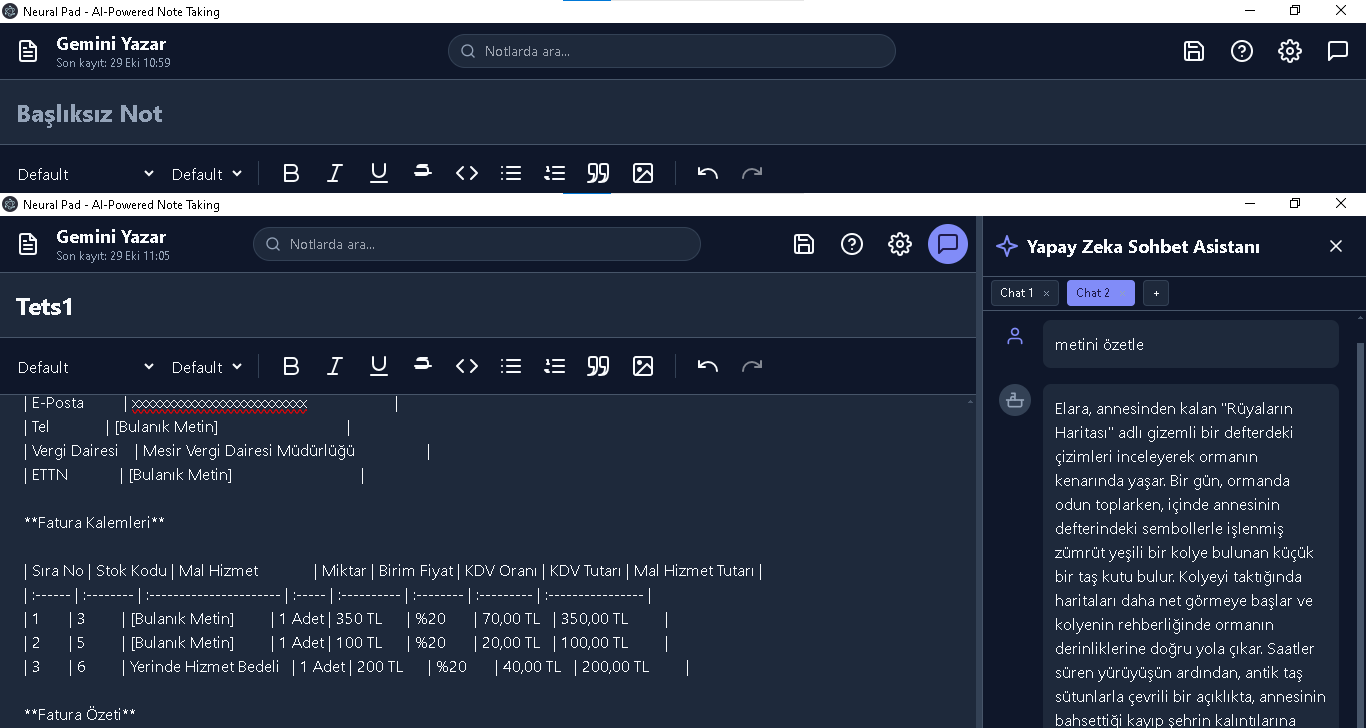 Neural Pad - AI-Powered Note Taking
Gemini Yazar
Son kayıt: 29 Eki 10:59
Notlarda ara...
Başlıksız Not
Default
Default
B I U
Neural Pad - AI-Powered Note Taking
Gemini Yazar
Son kayıt: 29 Eki 11:05
Notlarda ara...
Tets1
Default
Default
B I U
| E-Posta | xxxxxxxxxxxxxxxxxxxxxx |
| Tel | [Bulanık Metin] |
| Vergi Dairesi | Mesir Vergi Dairesi Müdürlüğü |
| ETTN | [Bulanık Metin] |
**Fatura Kalemleri**
| Sıra No | Stok Kodu | Mal Hizmet | Miktar | Birim Fiyat | KDV Oranı | KDV Tutarı | Mal Hizmet Tutarı |
| :------ | :-------- | :---------------------- | :----- | :---------- | :-------- | :--------- | :---------------- |
| 1 | 3 | [Bulanık Metin] | 1 Adet | 350 TL | %20 | 70,00 TL | 350,00 TL |
| 2 | 5 | [Bulanık Metin] | 1 Adet | 100 TL | %20 | 20,00 TL | 100,00 TL |
| 3 | 6 | Yerinde Hizmet Bedeli | 1 Adet | 200 TL | %20 | 40,00 TL | 200,00 TL |
**Fatura Özeti**
Yapay Zeka Sohbet Asistanı
Chat 1 ×
Chat 2 ×
+
metini özetle
Elara, annesinden kalan "Rüyaların
Haritası" adlı gizemli bir defterdeki
çizimleri inceleyerek ormanın
kenarında yaşar. Bir gün, ormanda
odun toplarken, içinde annesinin
defterindeki sembollerle işlenmiş
zümrüt yeşili bir kolye bulunan küçük
bir taş kutu bulur. Kolyeyi taktığında
haritaları daha net görmeye başlar ve
kolyenin rehberliğinde ormanın
derinliklerine doğru yola çıkar. Saatler
süren yürüyüşün ardından, antik taş
sütunlarla çevrili bir açıklıkta, annesinin
bahsettiği kayıp şehrin kalıntılarına